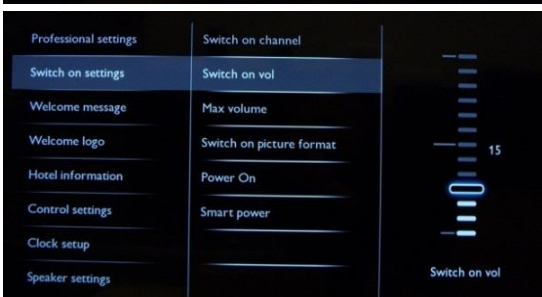 Professional settings
Switch on settings
Welcome message
Welcome logo
Hotel information
Control settings
Clock setup
Speaker settings
Switch on channel
Switch on vol
Max volume
Switch on picture format
Power On
Smart power
15
Switch on vol